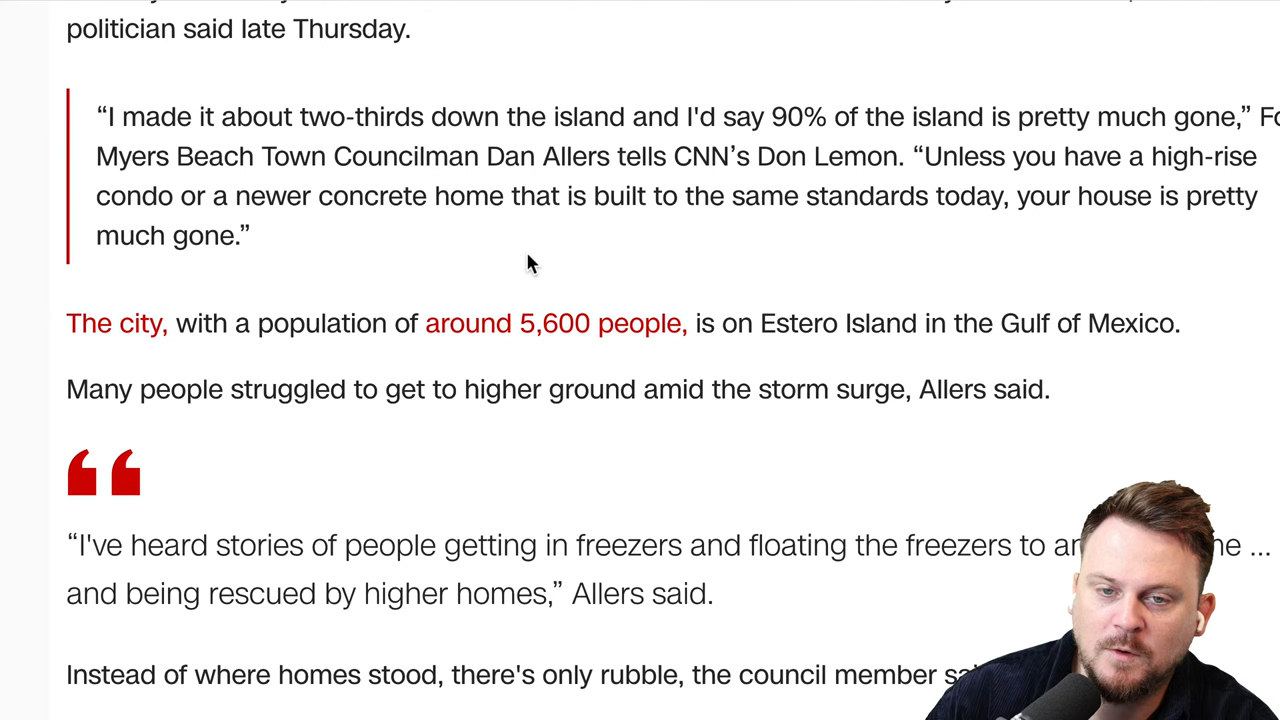 politician said late Thursday.
“I made it about two-thirds down the island and I'd say 90% of the island is pretty much gone,”
Myers Beach Town Councilman Dan Allers tells CNN’s Don Lemon. “Unless you have a high-rise
condo or a newer concrete home that is built to the same standards today, your house is pretty
much gone.”
The city, with a population of around 5,600 people, is on Estero Island in the Gulf of Mexico.
Many people struggled to get to higher ground amid the storm surge, Allers said.
“I've heard stories of people getting in freezers and floating the freezers to ...
and being rescued by higher homes,” Allers said.
Instead of where homes stood, there's only rubble, the council member